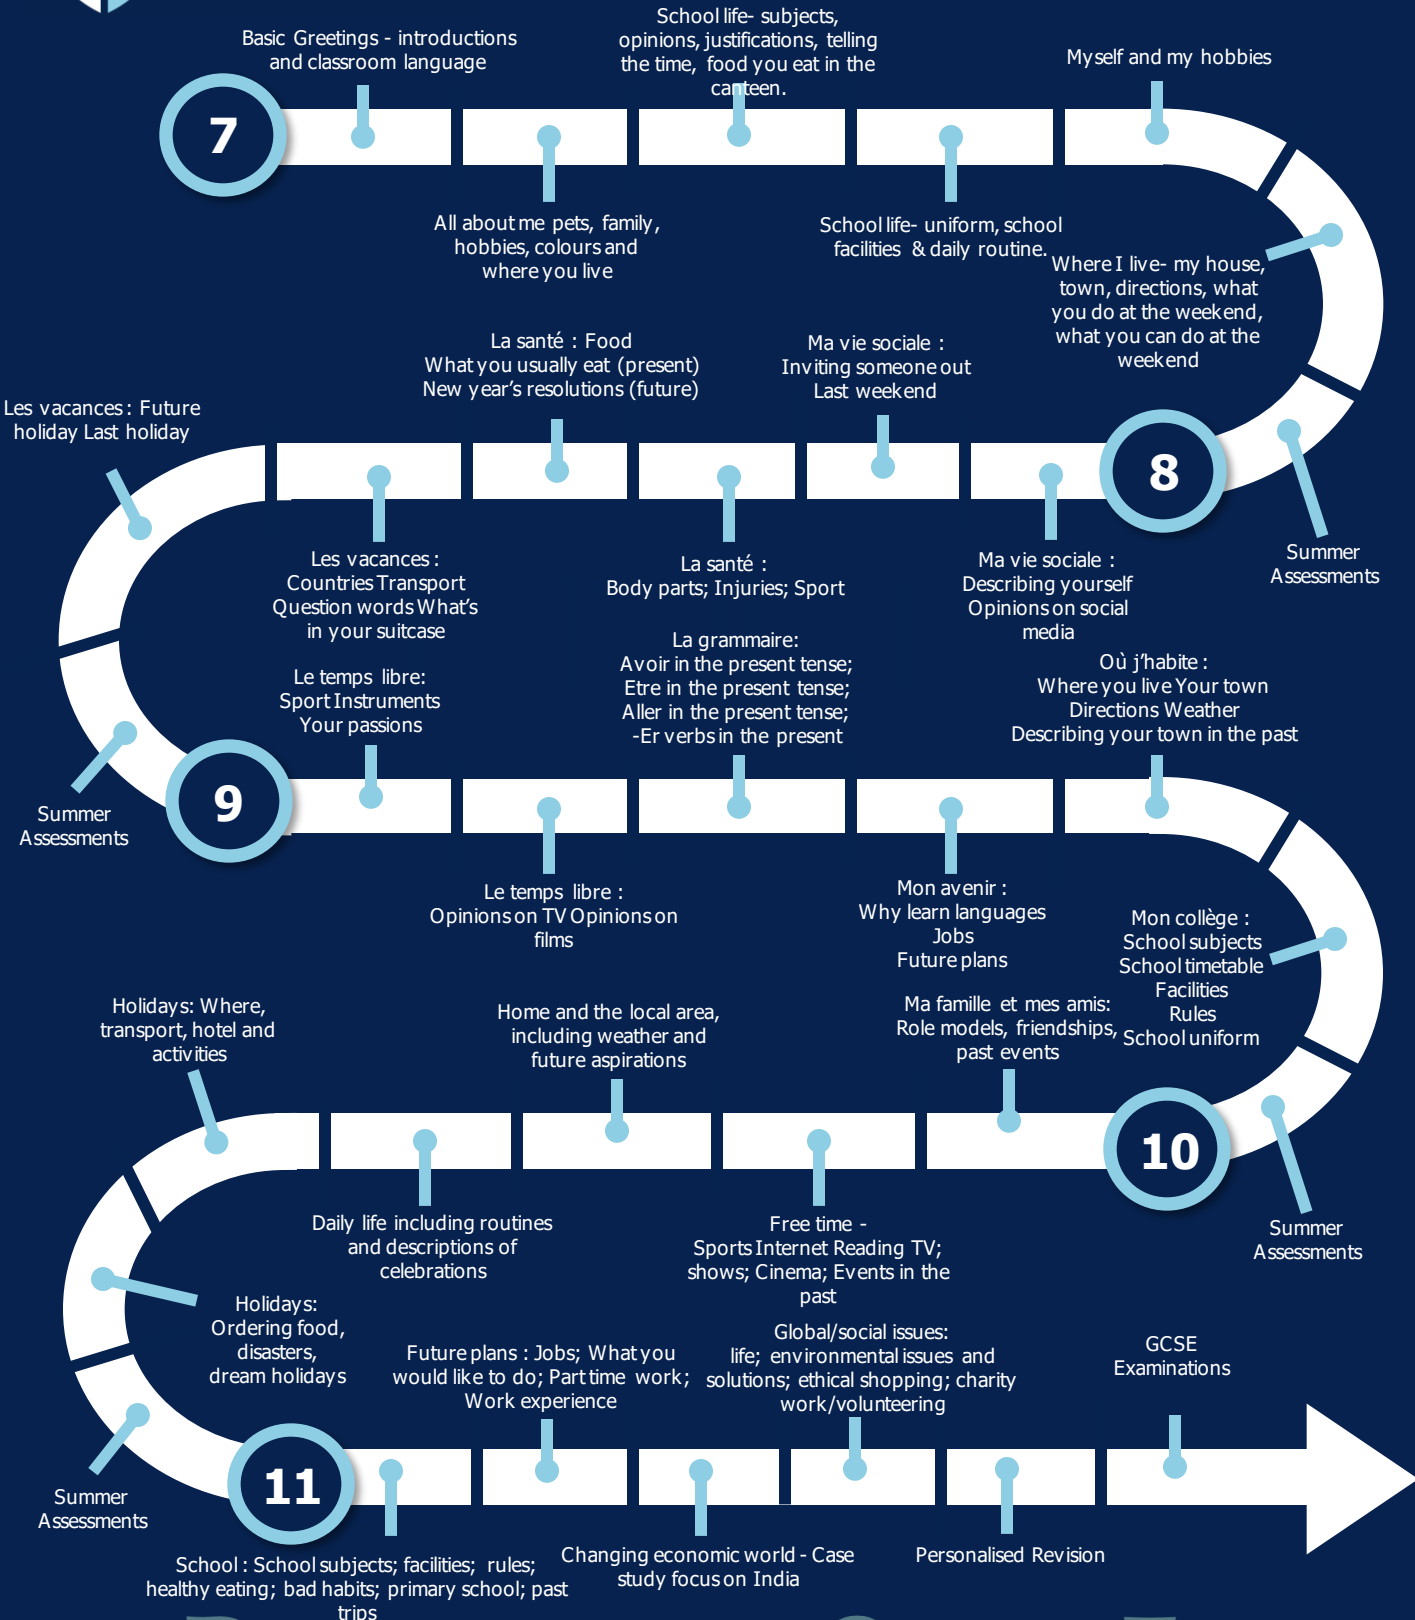 Basic Greetings - introductions
and classroom language
School life- subjects,
opinions, justifications, telling
the time, food you eat in the
canteen.
Myself and my hobbies
7
All about me pets, family,
hobbies, colours and
where you live
School life- uniform, school
facilities & daily routine.
Where I live- my house,
town, directions, what
you do at the weekend,
what you can do at the
weekend
Summer
Assessments
8
Ma vie sociale :
Describing yourself
Opinions on social
media
Ma vie sociale :
Inviting someone out
Last weekend
La santé :
Body parts; Injuries; Sport
La santé : Food
What you usually eat (present)
New year’s resolutions (future)
Les vacances :
Countries Transport
Question words What’s
in your suitcase
Les vacances : Future
holiday Last holiday
Summer
Assessments
9
Le temps libre:
Sport Instruments
Your passions
Le temps libre :
Opinions on TV Opinions on
films
La grammaire:
Avoir in the present tense;
Etre in the present tense;
Aller in the present tense;
-Er verbs in the present
Mon avenir :
Why learn languages
Jobs
Future plans
Où j’habite :
Where you live Your town
Directions Weather
Describing your town in the past
Mon collège :
School subjects
School timetable
Facilities
Rules
School uniform
Summer
Assessments
10
Ma famille et mes amis:
Role models, friendships,
past events
Free time -
Sports Internet Reading TV;
shows; Cinema; Events in the
past
Home and the local area,
including weather and
future aspirations
Daily life including routines
and descriptions of
celebrations
Holidays: Where,
transport, hotel and
activities
Holidays:
Ordering food,
disasters,
dream holidays
Summer
Assessments
11
School : School subjects; facilities; rules;
healthy eating; bad habits; primary school; past
trips
Future plans : Jobs; What you
would like to do; Part time work;
Work experience
Changing economic world - Case
study focus on India
Global/social issues:
life; environmental issues and
solutions; ethical shopping; charity
work/volunteering
Personalised Revision
GCSE
Examinations